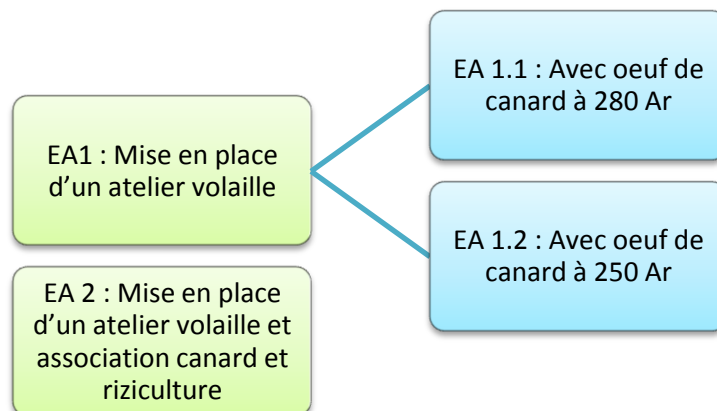 EA1 : Mise en place
d’un atelier volaille
EA 1.1 : Avec oeuf de
canard à 280 Ar
EA 1.2 : Avec oeuf de
canard à 250 Ar
EA 2 : Mise en place
d’un atelier volaille et
association canard et
riziculture